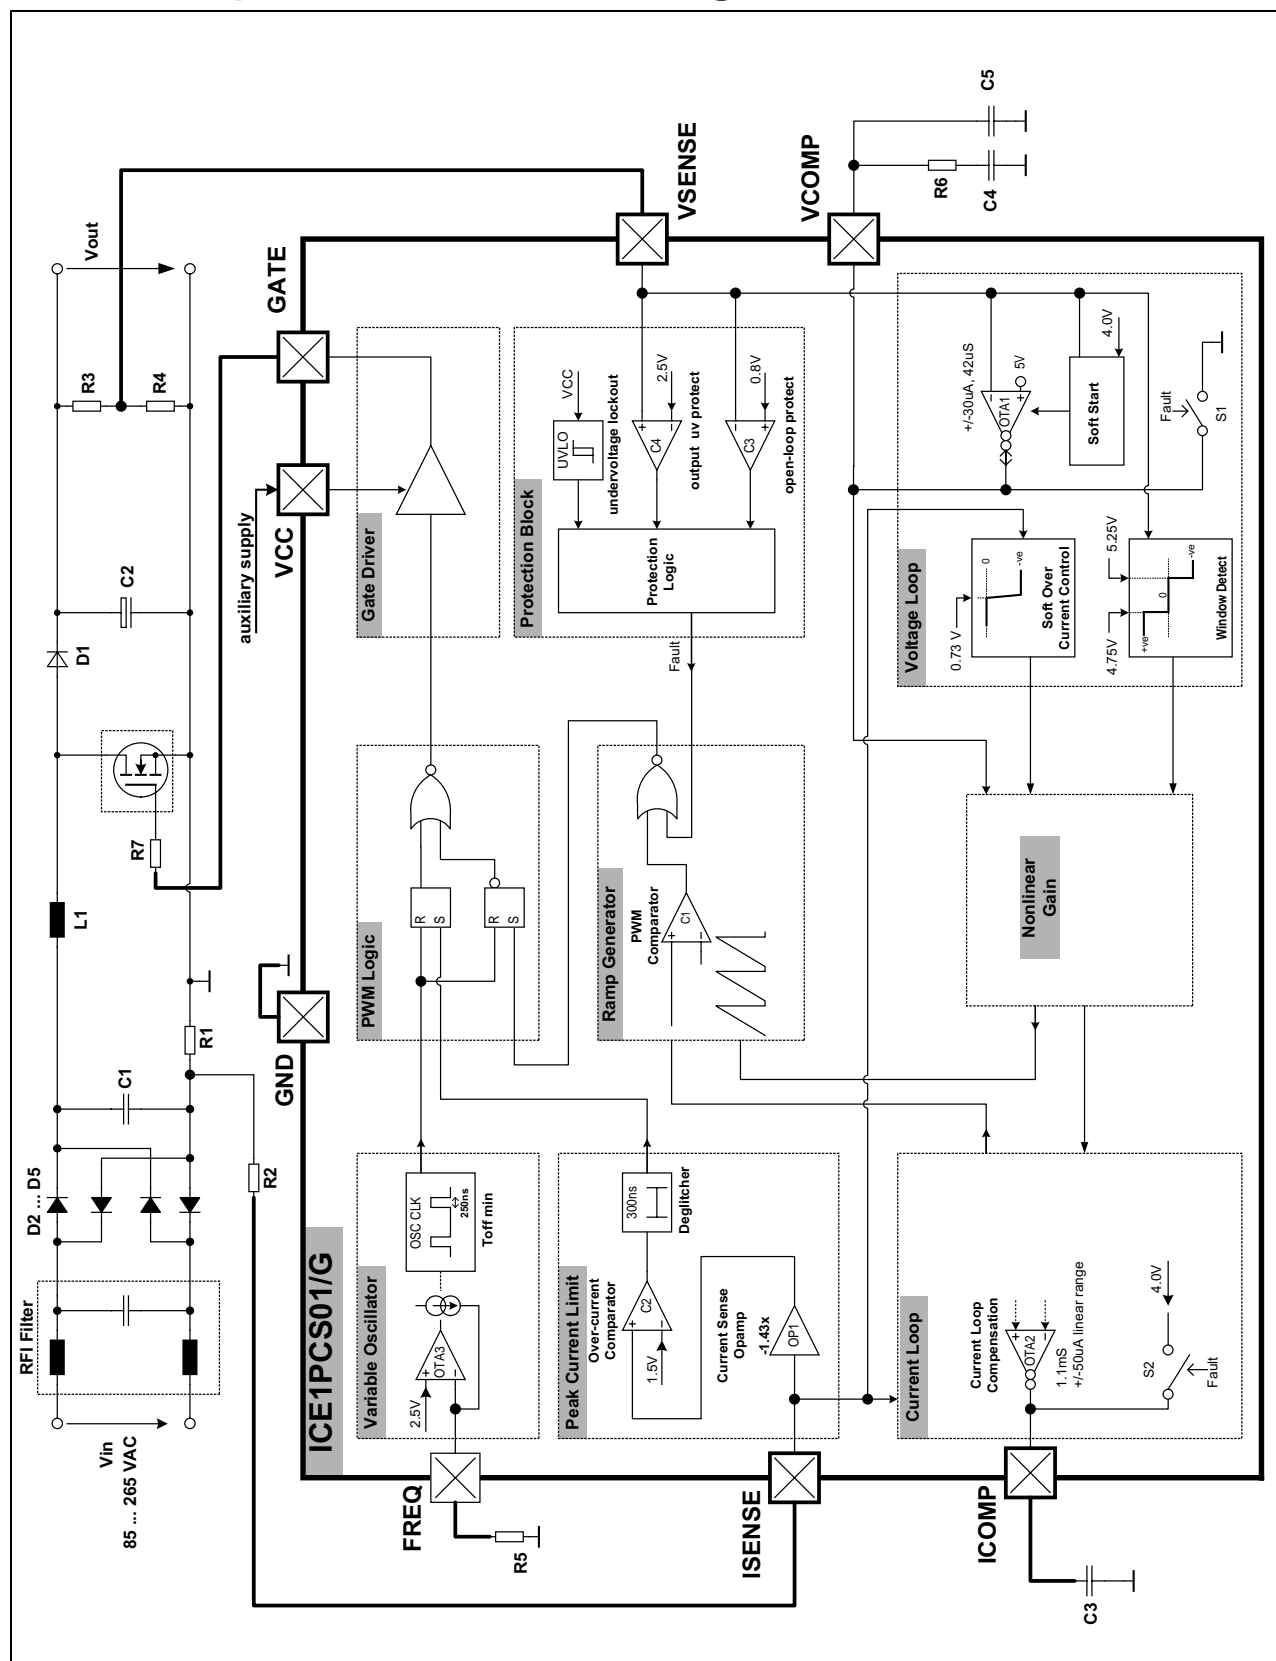 RFI Filter
Vin
85 ... 265 VAC
D2 ... D5
C1
R1
R2
L1
R7
D1
C2
R3
R4
Vout
auxiliary supply
GND
VCC
GATE
VSENSE
VCOMP
R6
C4
C5
FREQ
R5
ISENSE
ICOMP
C3
ICE1PCS01/G
Variable Oscillator
2.5V
+
−
OTA3
OSC CLK
250ns
Toff min
PWM Logic
R
S
R
S
Gate Driver
Peak Current Limit
Over-current
Comparator
1.5V
+
−
C2
300ns
Deglitcher
Current Sense
Opamp
-1.43x
OP1
Ramp Generator
PWM
Comparator
+
−
C1
Protection Block
Fault
Protection
Logic
UVLO
VCC
undervoltage lockout
+
−
C4
2.5V
output uv protect
−
+
C3
0.8V
open-loop protect
Current Loop
Current Loop
Compensation
+
−
OTA2
1.1mS
+/-50uA linear range
4.0V
S2
Fault
Nonlinear
Gain
Voltage Loop
0.73 V
0
-ve
Soft Over
Current Control
4.75V
5.25V
+ve
0
-ve
Window Detect
+/-30uA, 42uS
−
+
OTA1
5V
Soft Start
4.0V
Fault
S1